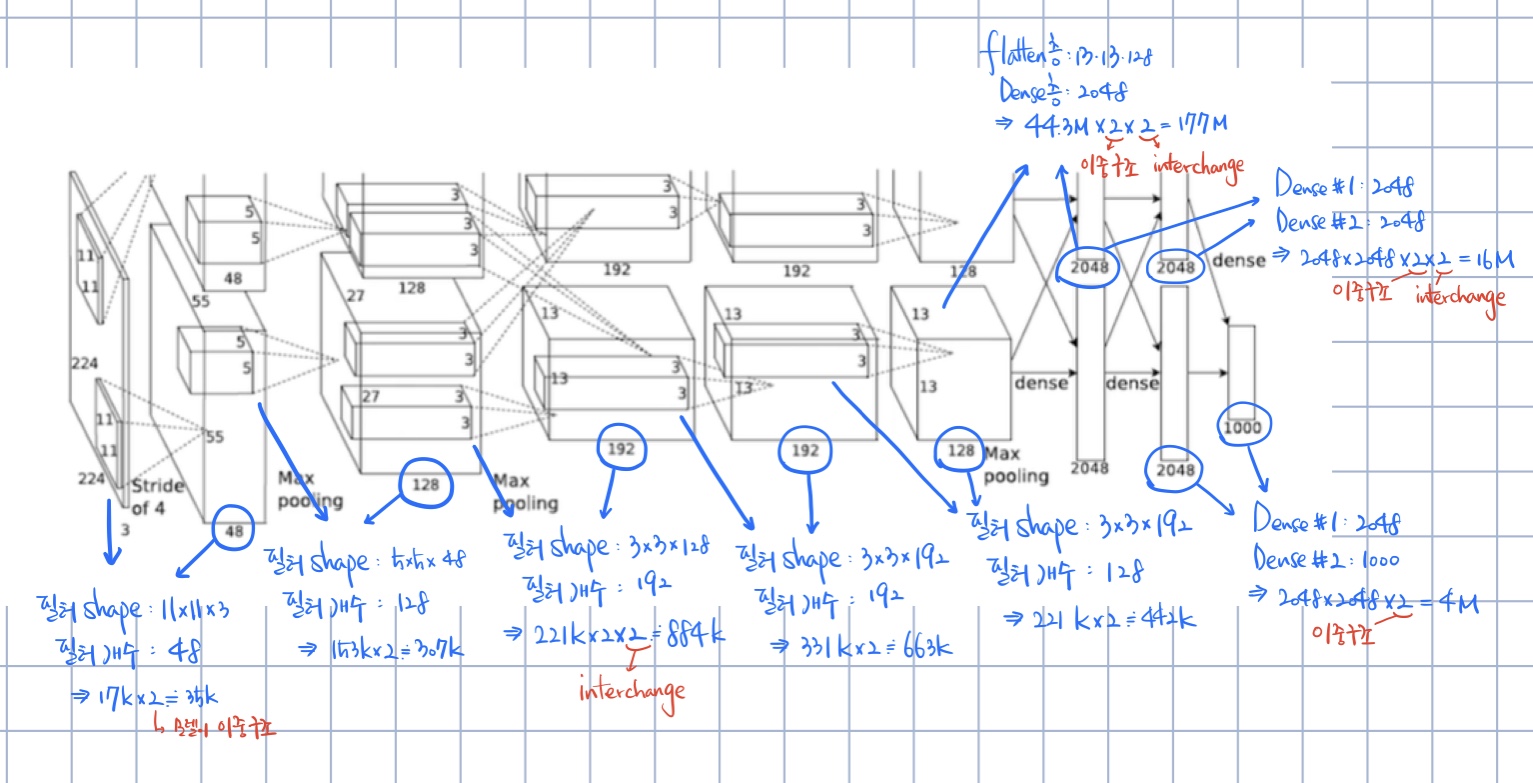 flatten층 : 13·13·128
Dense층 : 2048
⇒ 44.3M × 2 × 2 = 177M
이중구조 interchange
Dense #1 : 2048
Dense #2 : 2048
⇒ 2048×2048×2×2 = 16M
이중구조 interchange
11
11
224
11
11
224
3
Stride
of 4
5
5
48
55
5
5
55
48
Max
pooling
3
3
3
128
27
3
3
27
3
3
128
Max
pooling
3
3
192
13
3
3
13
192
3
3
192
13
3
3
13
192
128
13
13
128
Max
pooling
dense
dense
dense
2048
2048
2048
2048
1000
필터 shape : 11×11×3
필터 개수 : 48
⇒ 17k×2 ≒ 35k
↳ 모델의 이중구조
필터 shape : 5×5×48
필터 개수 : 128
⇒ 153k×2 ≒ 307k
필터 shape : 3×3×128
필터 개수 : 192
⇒ 221k×2×2 ≒ 884k
interchange
필터 shape : 3×3×192
필터 개수 : 192
⇒ 331k×2 ≒ 663k
필터 shape : 3×3×192
필터 개수 : 128
⇒ 221k×2 ≒ 442k
Dense #1 : 2048
Dense #2 : 1000
⇒ 2048×2048×2 = 4M
이중구조